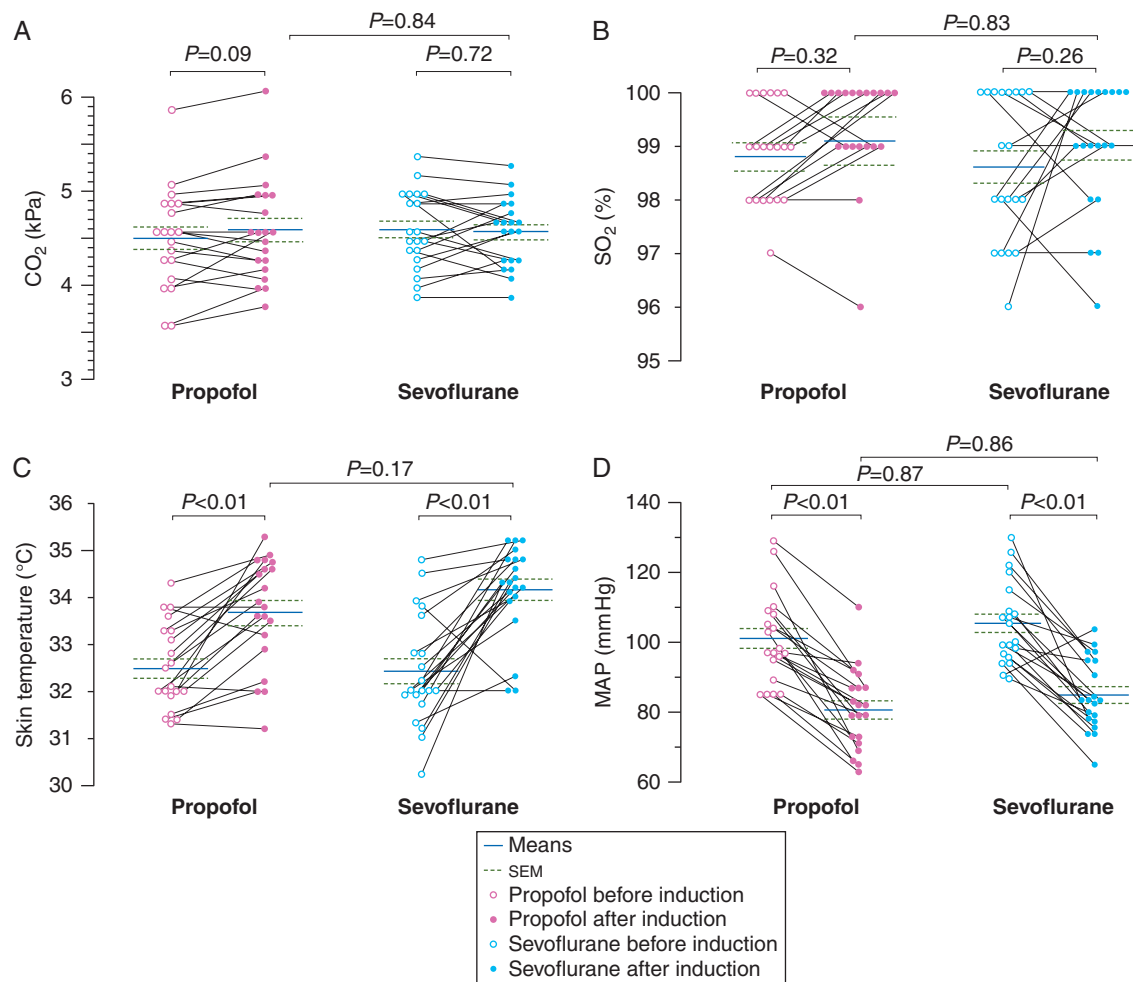 A
P=0.84
P=0.09
P=0.72
CO2 (kPa)
6
5
4
3
Propofol
Sevoflurane
B
P=0.83
P=0.32
P=0.26
SO2 (%)
100
99
98
97
96
95
Propofol
Sevoflurane
C
P=0.17
P<0.01
P<0.01
Skin temperature (°C)
36
35
34
33
32
31
30
Propofol
Sevoflurane
D
P=0.86
P=0.87
P<0.01
P<0.01
MAP (mm Hg)
140
120
100
80
60
Propofol
Sevoflurane
Means
SEM
Propofol before induction
Propofol after induction
Sevoflurane before induction
Sevoflurane after induction